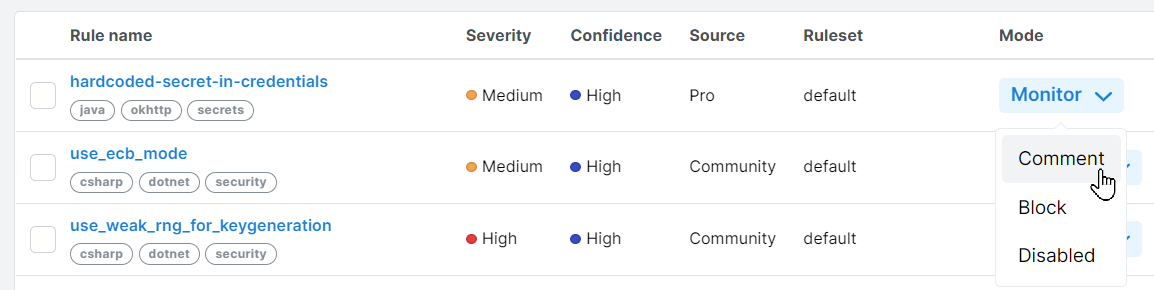 Rule name Severity Confidence Source Ruleset Mode
hardcoded-secret-in-credentials Medium High Pro default Monitor
java okhttp secrets
use_ecb_mode Medium High Community default Comment
csharp dotnet security
use_weak_rng_for_keygeneration High High Community default Block
csharp dotnet security Disabled